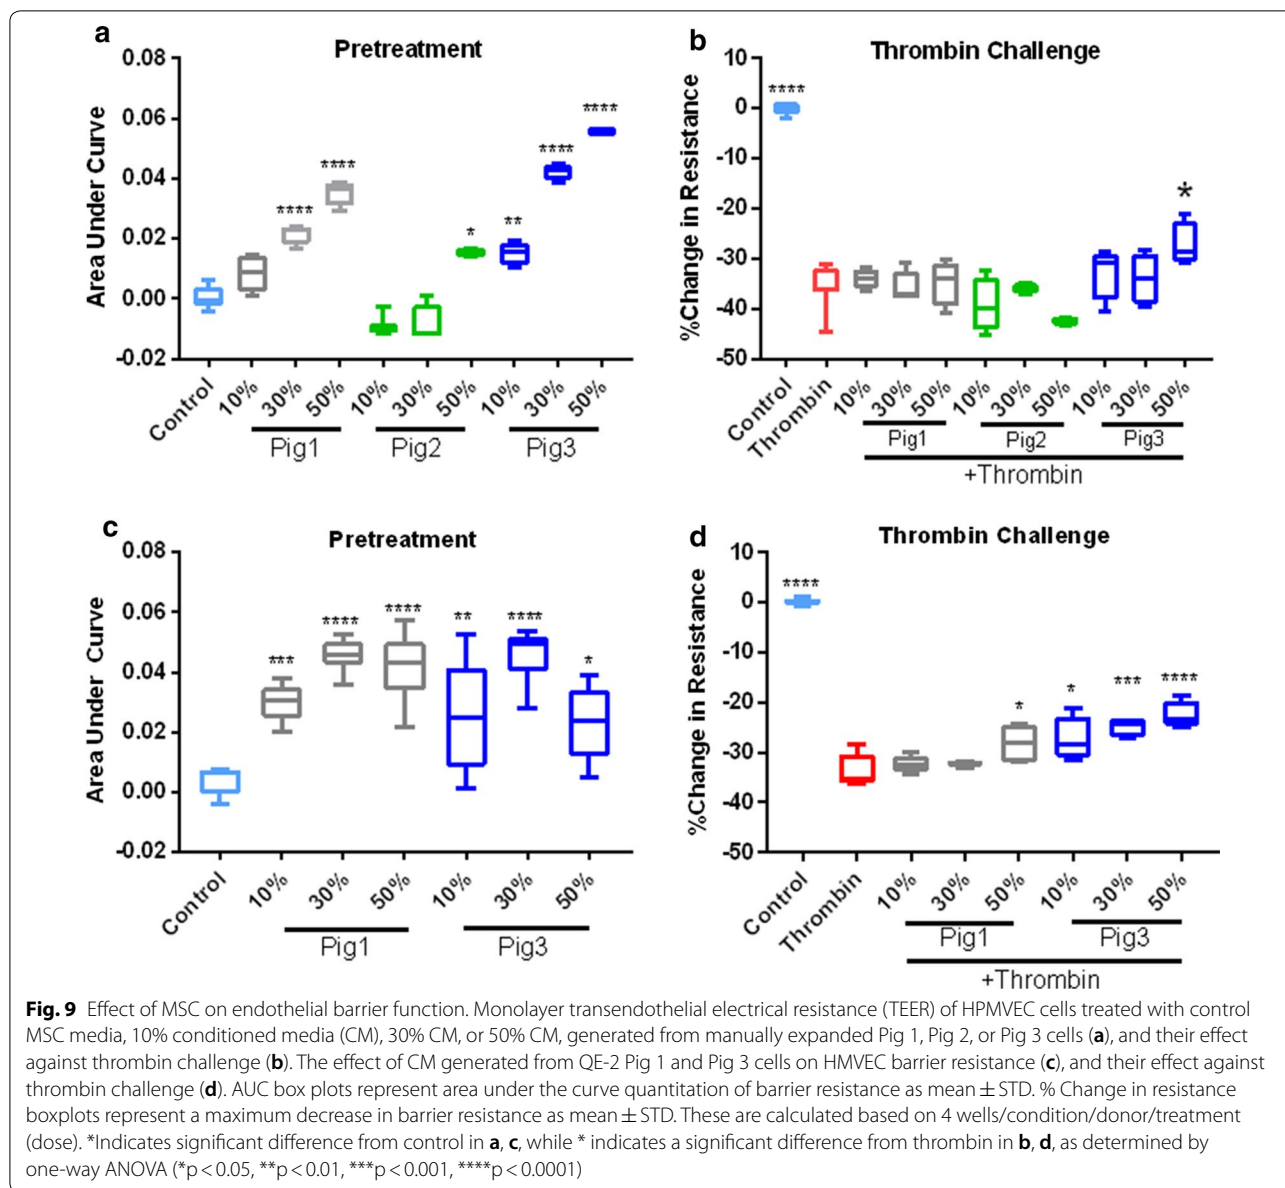 a
Pretreatment
Area Under Curve
0.08
0.06
0.04
0.02
0.00
-0.02
****
****
*
**
****
****
Control
10%
30%
50%
10%
30%
50%
10%
30%
50%
Pig1
Pig2
Pig3
b
Thrombin Challenge
%Change in Resistance
10
0
-10
-20
-30
-40
-50
****
*
Control
Thrombin
10%
30%
50%
10%
30%
50%
10%
30%
50%
Pig1
Pig2
Pig3
+Thrombin
c
Pretreatment
Area Under Curve
0.08
0.06
0.04
0.02
0.00
-0.02
***
****
****
**
****
*
Control
10%
30%
50%
10%
30%
50%
Pig1
Pig3
d
Thrombin Challenge
%Change in Resistance
10
0
-10
-20
-30
-40
-50
****
*
*
***
****
Control
Thrombin
10%
30%
50%
10%
30%
50%
Pig1
Pig3
+Thrombin
Fig. 9 Effect of MSC on endothelial barrier function. Monolayer transendothelial electrical resistance (TEER) of HPMVEC cells treated with control
MSC media, 10% conditioned media (CM), 30% CM, or 50% CM, generated from manually expanded Pig 1, Pig 2, or Pig 3 cells (a), and their effect
against thrombin challenge (b). The effect of CM generated from QE-2 Pig 1 and Pig 3 cells on HMVEC barrier resistance (c), and their effect against
thrombin challenge (d). AUC box plots represent area under the curve quantitation of barrier resistance as mean ± STD. % Change in resistance
boxplots represent a maximum decrease in barrier resistance as mean ± STD. These are calculated based on 4 wells/condition/donor/treatment
(dose). *Indicates significant difference from control in a, c, while * indicates a significant difference from thrombin in b, d, as determined by
one-way ANOVA (*p < 0.05, **p < 0.01, ***p < 0.001, ****p < 0.0001)